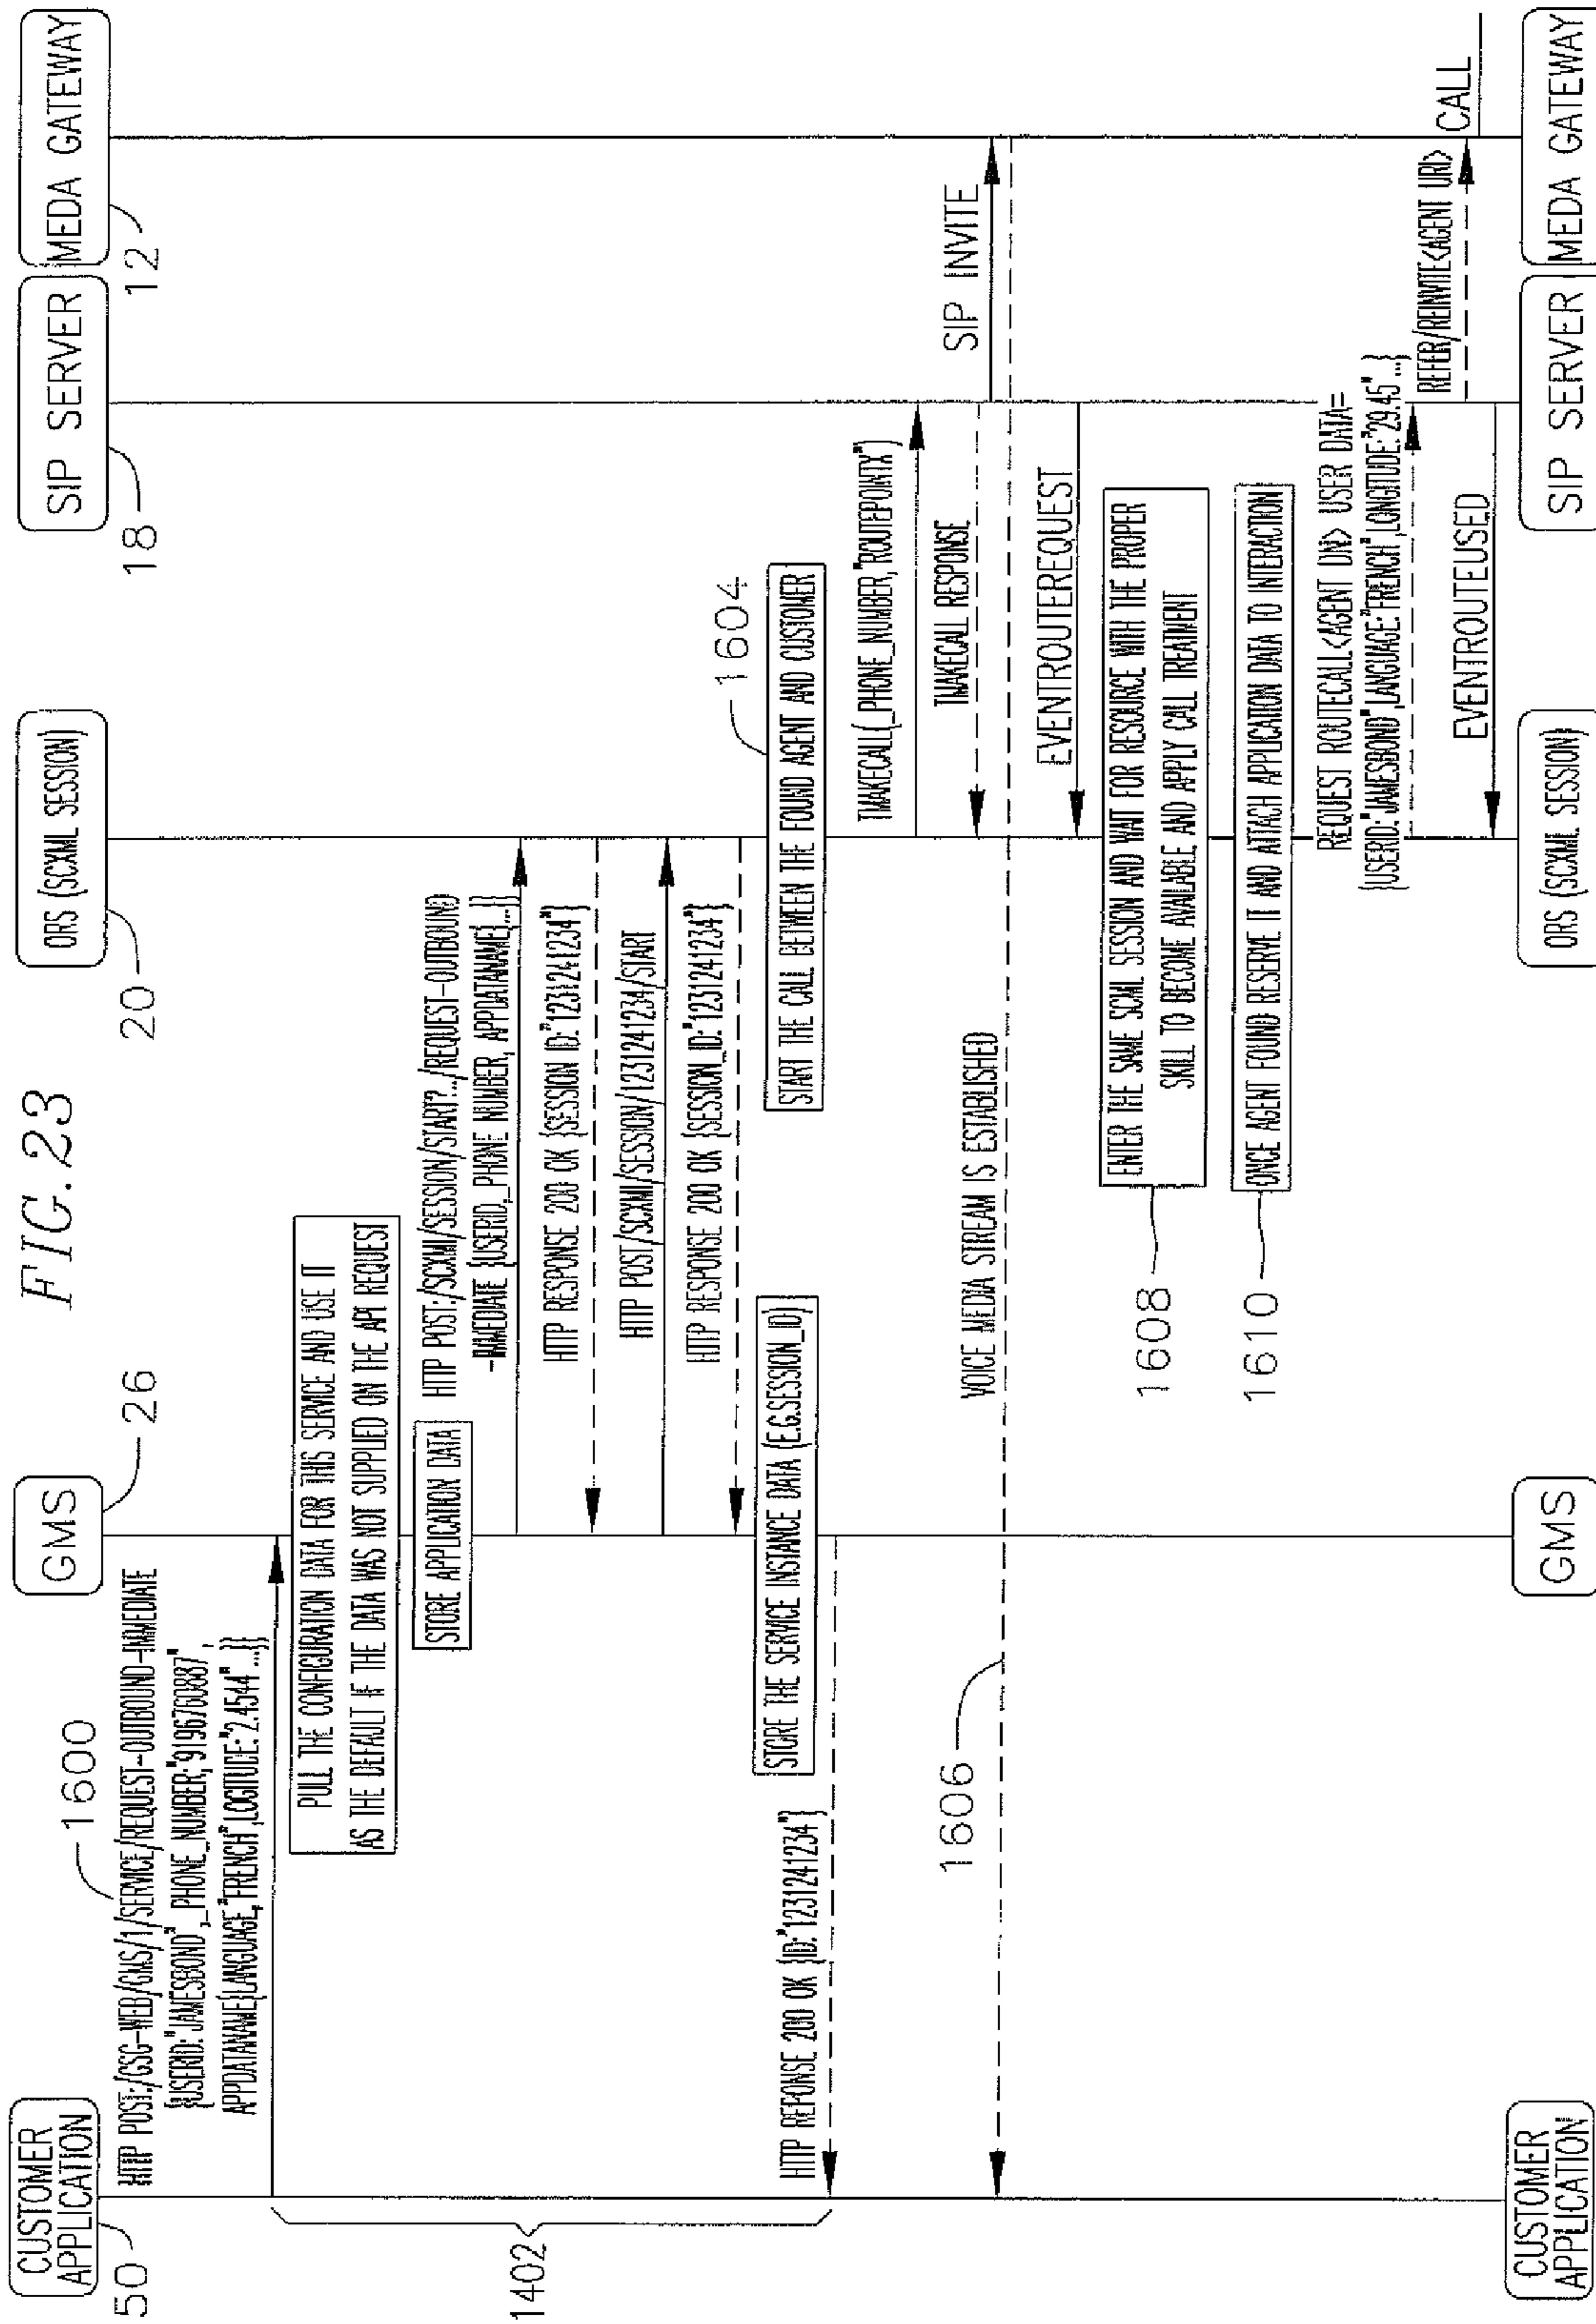 FIG. 23
CUSTOMER
APPLICATION
50
GMS
26
ORS (SCXML SESSION)
20
SIP SERVER
18
MEDA GATEWAY
12
1600
HTTP POST:/GSG-WEB/GMS/1/SERVICE/REQUEST-OUTBOUND-IMMEDIATE
{USERID:"JAMESBOND",_PHONE_NUMBER;"9196760887",
APPDATANAME{LANGUAGE,"FRENCH",LOGITUDE:"2.4544"...}}
PULL THE CONFIGURATION DATA FOR THIS SERVICE AND USE IT
AS THE DEFAULT IF THE DATA WAS NOT SUPPLIED ON THE API REQUEST
STORE APPLICATION DATA
HTTP POST:/SCXMl/SESSION/START?../REQUEST-OUTBOUND
-IMMEDIATE {USERID,_PHONE NUMBER, APPDATANAME{...}}
HTTP RESPONSE 200 OK {SESSION ID:"1231241234"}
HTTP POST/SCXMl/SESSION/1231241234/START
HTTP RESPONSE 200 OK {SESSION_ID:"1231241234"}
STORE THE SERVICE INSTANCE DATA (E.G.SESSION_ID)
HTTP REPONSE 200 OK {ID:"1231241234"}
1402
1604
START THE CALL BETWEEN THE FOUND AGENT AND CUSTOMER
TMAKECALL(_PHONE_NUMBER,"ROUTEPOINTX")
TMAKECALL RESPONSE
SIP INVITE
VOICE MEDIA STREAM IS ESTABLISHED
1606
EVENTROUTEREQUEST
ENTER THE SAME SCML SESSION AND WAIT FOR RESOURCE WITH THE PROPER
SKILL TO BECOME AVAILABLE AND APPLY CALL TREATMENT
1608
ONCE AGENT FOUND RESERVE IT AND ATTACH APPLICATION DATA TO INTERACTION
1610
REQUEST ROUTECALL<AGENT DN> USER DATA=
{USERID:"JAMESBOND",LANGUAGE:"FRENCH",LONGITUDE:"29.45"...}
REFER/REINVITE<AGENT URI>
CALL
EVENTROUTEUSED
CUSTOMER
APPLICATION
GMS
ORS (SCXML SESSION)
SIP SERVER
MEDA GATEWAY